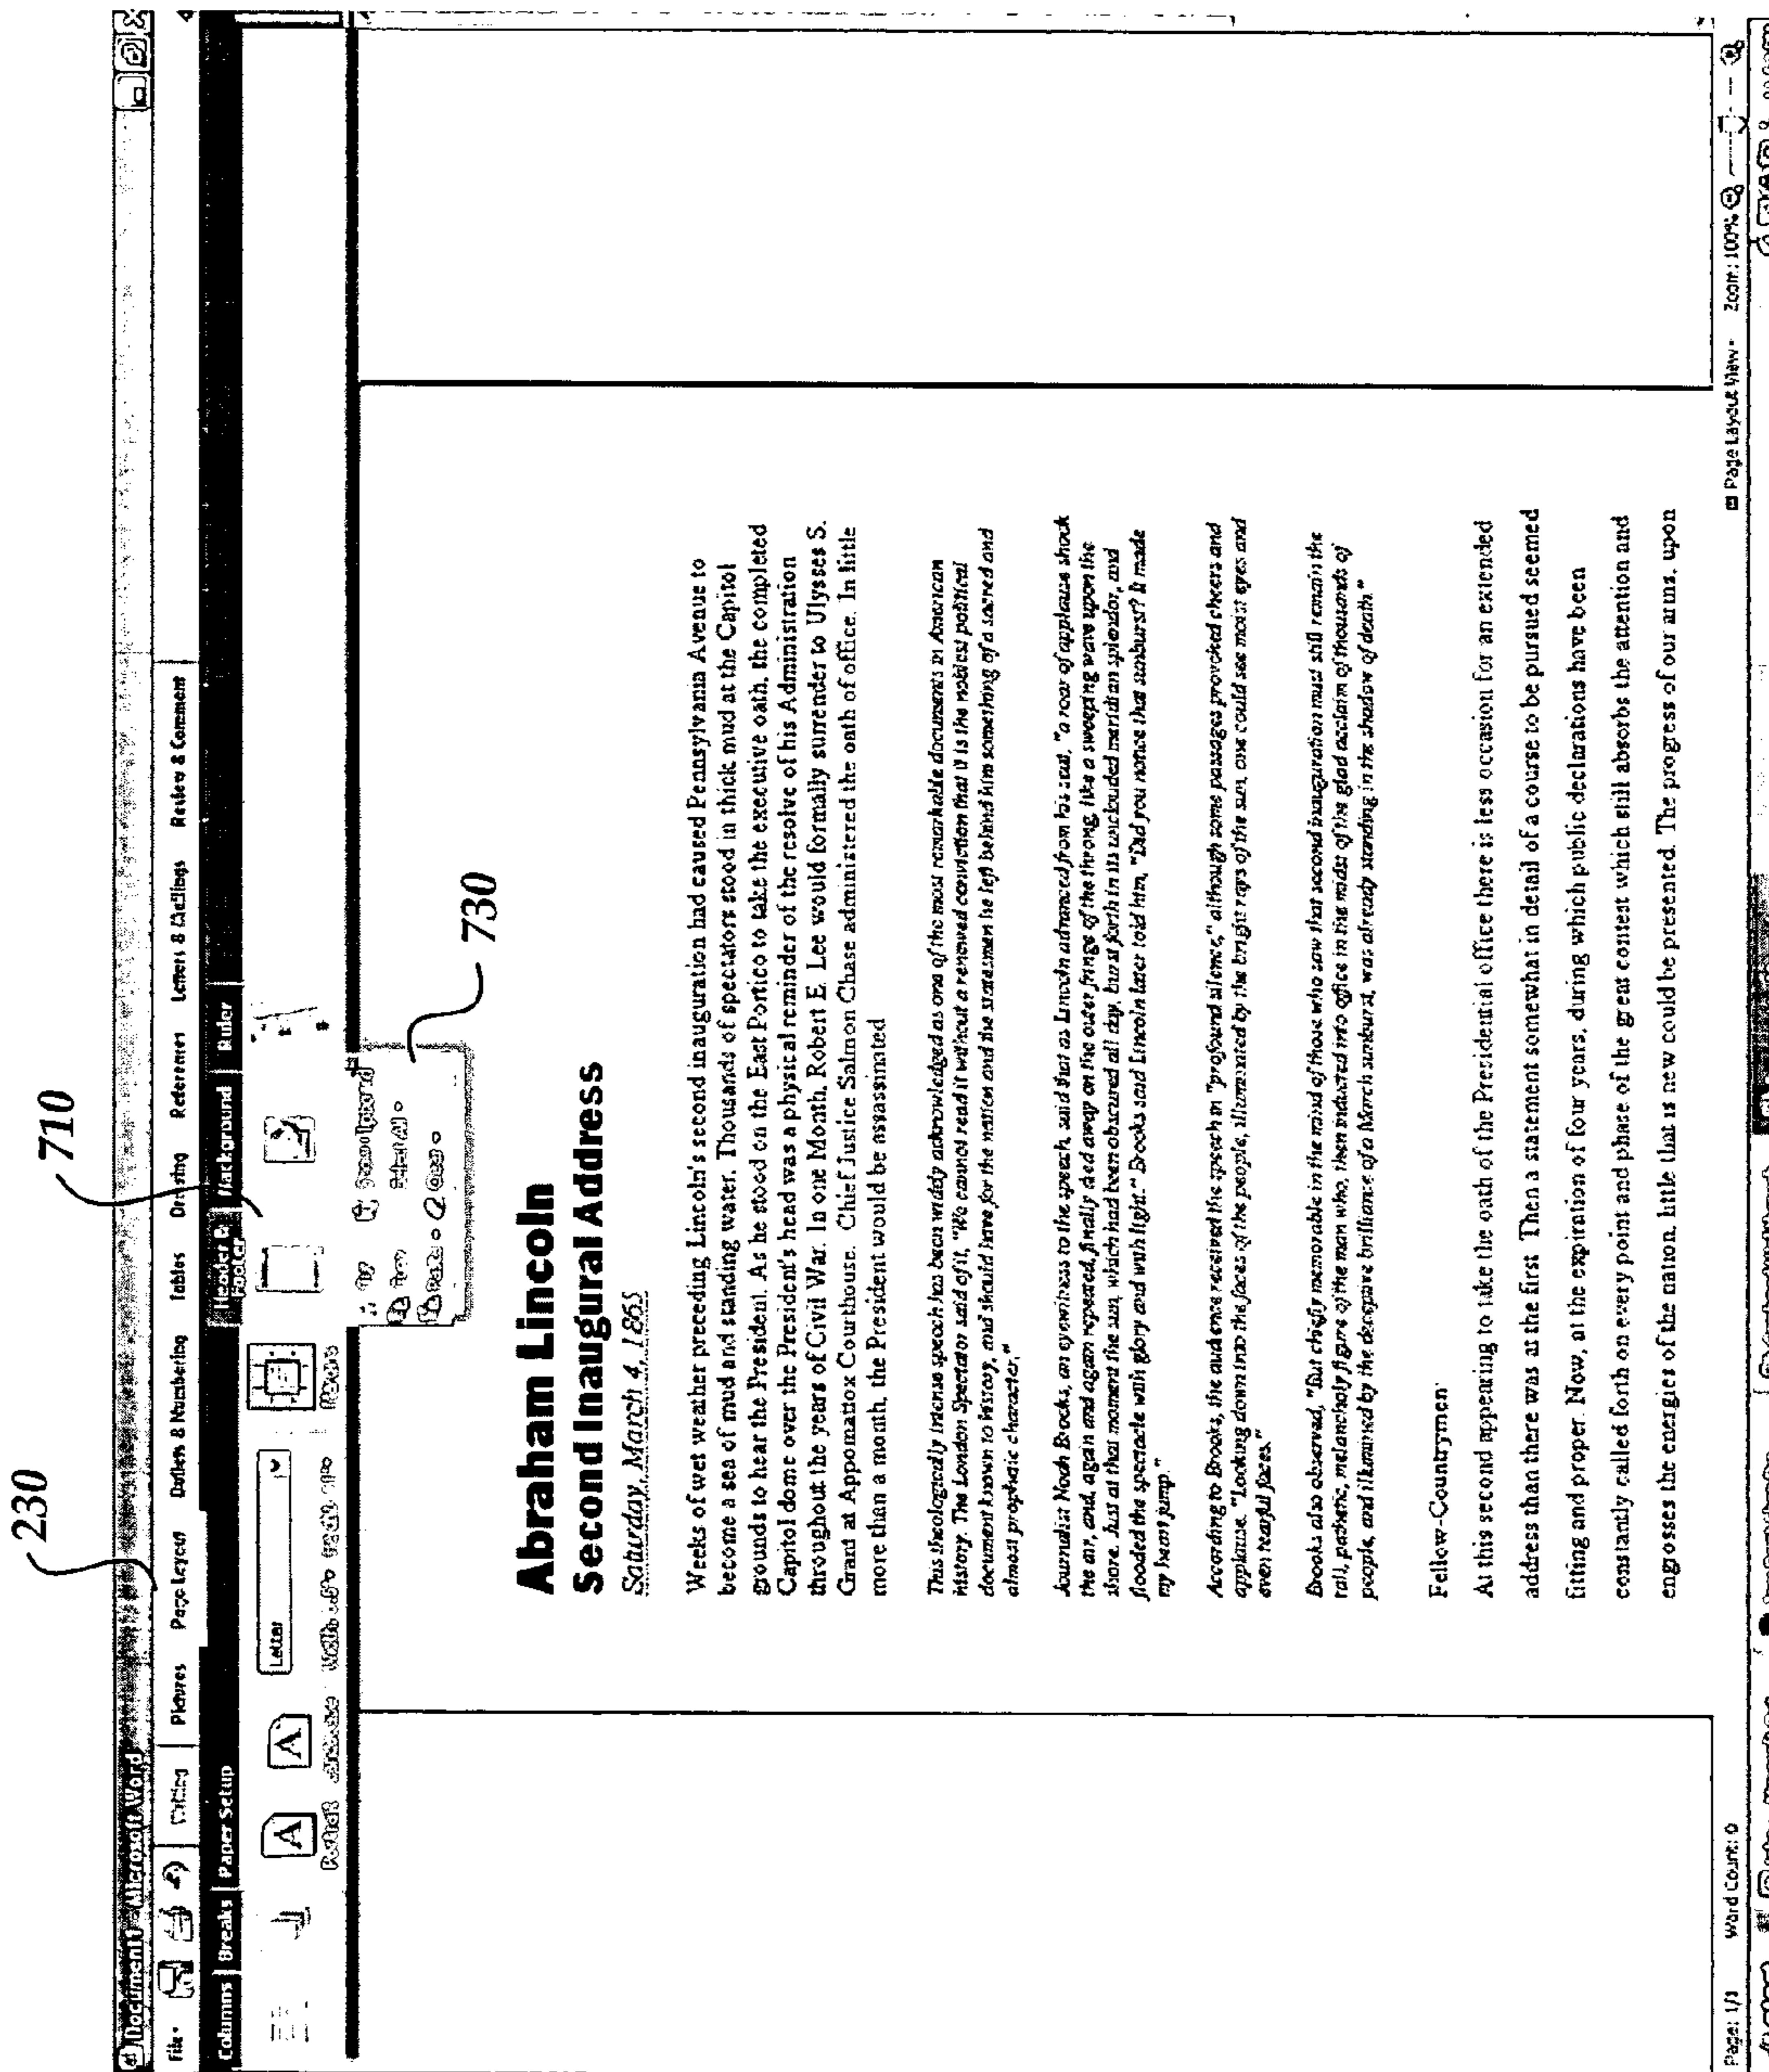 230
710
Document1 - Microsoft Word
File Writing Pictures Page Layout Bullets & Numbering Tables Drawing References Letters & Mailings Review & Comment
Columns Breaks Paper Setup Header & Footer Background Ruler
Letter
Portrait
730
Abraham Lincoln
Second Inaugural Address
Saturday, March 4, 1865
Weeks of wet weather preceding Lincoln's second inauguration had caused Pennsylvania Avenue to
become a sea of mud and standing water. Thousands of spectators stood in thick mud at the Capitol
grounds to hear the President. As he stood on the East Portico to take the executive oath, the completed
Capitol dome over the President's head was a physical reminder of the resolve of his Administration
throughout the years of Civil War. In one Month, Robert E. Lee would formally surrender to Ulysses S.
Grant at Appomattox Courthouse. Chief Justice Salmon Chase administered the oath of office. In little
more than a month, the President would be assassinated
This theologically intense speech has been widely acknowledged as one of the most remarkable documents in American
history. The London Spectator said of it, "We cannot read it without a renewed conviction that it is the noblest political
document known to history, and should have for the nation and the statesmen he left behind him something of a sacred and
almost prophetic character."
Journalist Noah Brooks, an eyewitness to the speech, said that as Lincoln advanced from his seat, "a roar of applause shook
the air, and, again and again repeated, finally died away on the outer fringe of the throng, like a sweeping wave upon the
shore. Just at that moment the sun, which had been obscured all day, burst forth in its unclouded meridian splendor, and
flooded the spectacle with glory and with light." Brooks said Lincoln later told him, "Did you notice that sunburst? It made
my heart jump."
According to Brooks, the audience received the speech in "profound silence," although some passages provoked cheers and
applause. "Looking down into the faces of the people, illuminated by the bright rays of the sun, one could see moist eyes and
even tearful faces."
Brooks also observed, "But chiefly memorable in the mind of those who saw that second inauguration must still remain the
tall, pathetic, melancholy figure of the man who, then inducted into office in the midst of the glad acclaim of thousands of
people, and illumined by the deceptive brilliance of a March sunburst, was already standing in the shadow of death."
Fellow-Countrymen:
At this second appearing to take the oath of the Presidential office there is less occasion for an extended
address than there was at the first. Then a statement somewhat in detail of a course to be pursued seemed
fitting and proper. Now, at the expiration of four years, during which public declarations have been
constantly called forth on every point and phase of the great contest which still absorbs the attention and
engrosses the energies of the nation, little that is new could be presented. The progress of our arms, upon
Page: 1/1 Word Count: 0 Page Layout View Zoom: 100%